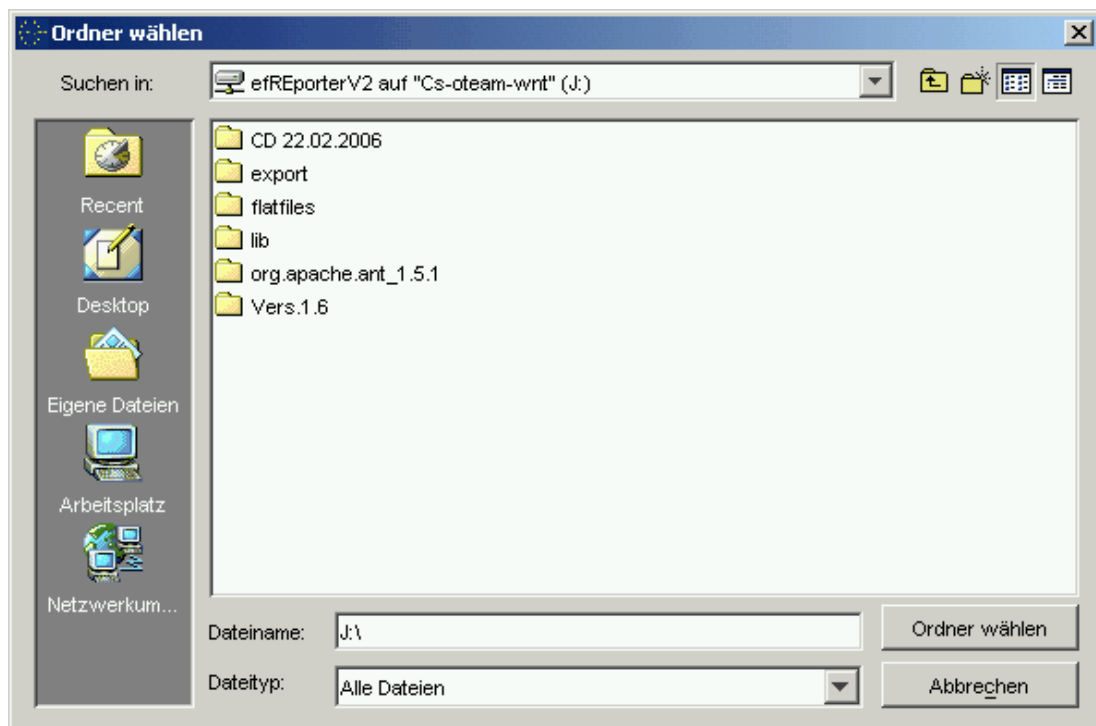 Ordner wählen
Suchen in: efREporterV2 auf "Cs-oteam-wnt" (J:)
Recent
Desktop
Eigene Dateien
Arbeitsplatz
Netzwerkum...
CD 22.02.2006
export
flatfiles
lib
org.apache.ant_1.5.1
Vers.1.6
Dateiname: J:\ Ordner wählen
Dateityp: Alle Dateien Abbrechen